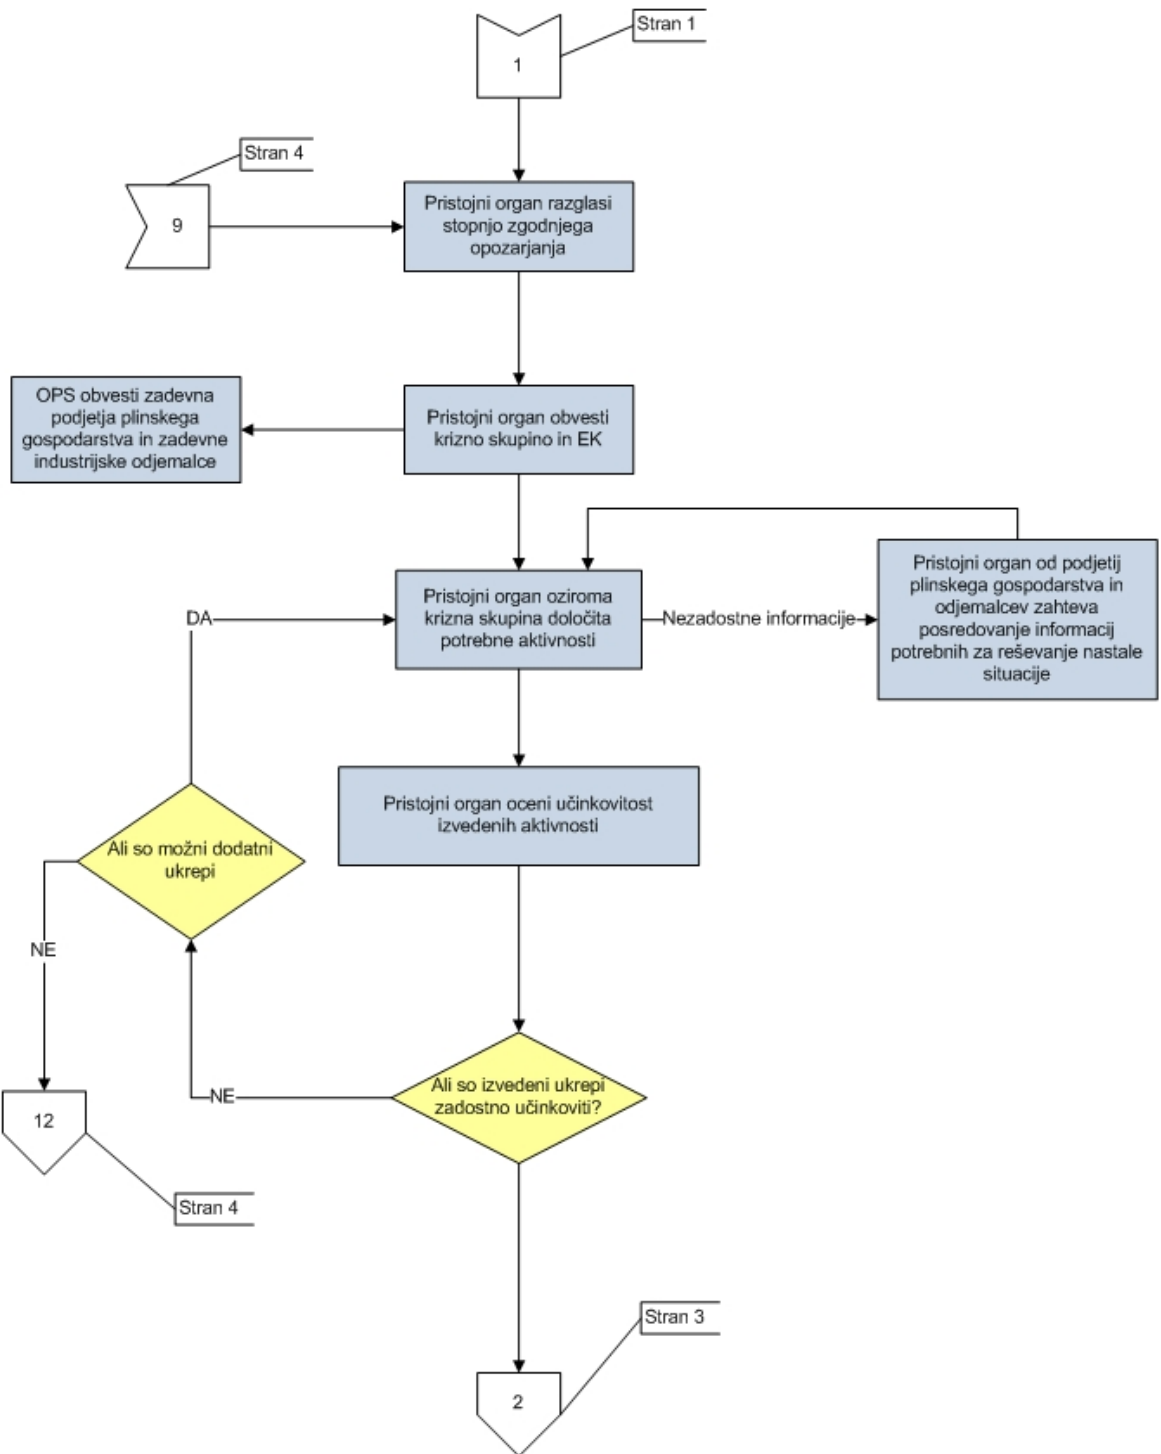 Stran 1
1
Stran 4
9
Pristojni organ razglasi
stopnjo zgodnjega
opozarjanja
OPS obvesti zadevna
podjetja plinskega
gospodarstva in zadevne
industrijske odjemalce
Pristojni organ obvesti
krizno skupino in EK
Pristojni organ oziroma
krizna skupina določita
potrebne aktivnosti
Nezadostne informacije
Pristojni organ od podjetij
plinskega gospodarstva in
odjemalcev zahteva
posredovanje informacij
potrebnih za reševanje nastale
situacije
DA
Pristojni organ oceni učinkovitost
izvedenih aktivnosti
Ali so možni dodatni
ukrepi
NE
Ali so izvedeni ukrepi
zadostno učinkoviti?
NE
12
Stran 4
Stran 3
2